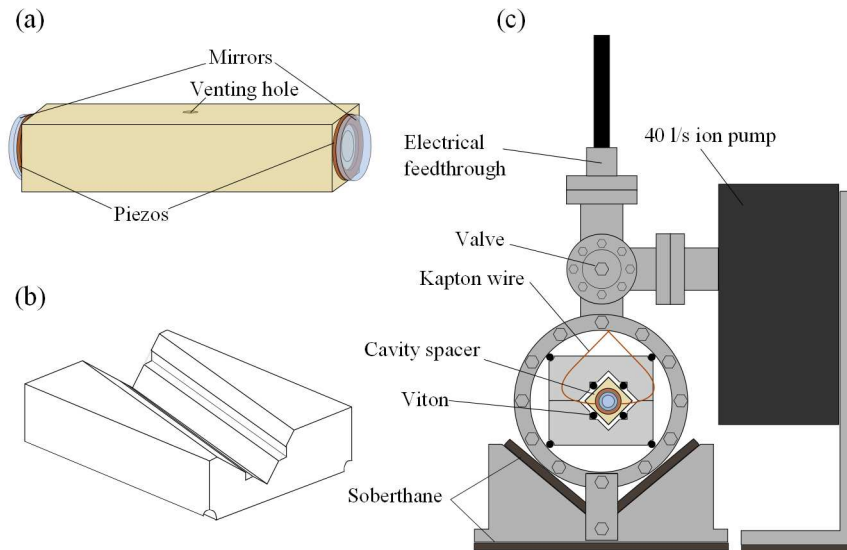 (a)
Mirrors
Venting hole
Piezos
(b)
(c)
Electrical
feedthrough
40 l/s ion pump
Valve
Kapton wire
Cavity spacer
Viton
Soberthane